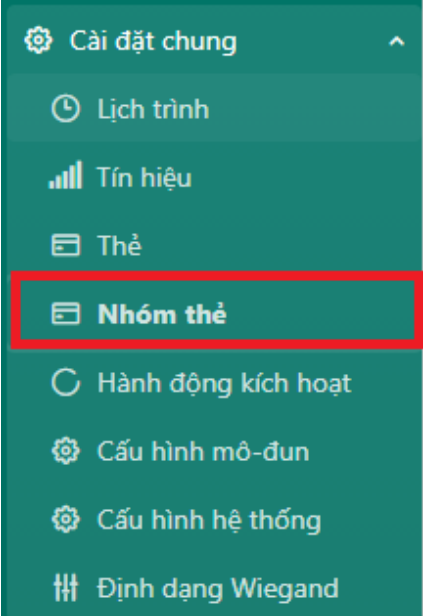 Cài đặt chung
Lịch trình
Tín hiệu
Thẻ
Nhóm thẻ
Hành động kích hoạt
Cấu hình mô-đun
Cấu hình hệ thống
Định dạng Wiegand